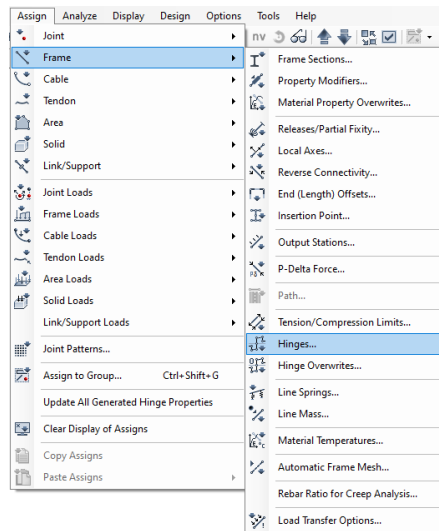 Assign Analyze Display Design Options Tools Help
Joint
Frame
Cable
Tendon
Area
Solid
Link/Support
Joint Loads
Frame Loads
Cable Loads
Tendon Loads
Area Loads
Solid Loads
Link/Support Loads
Joint Patterns...
Assign to Group... Ctrl+Shift+G
Update All Generated Hinge Properties
Clear Display of Assigns
Copy Assigns
Paste Assigns
nv
Frame Sections...
Property Modifiers...
Material Property Overwrites...
Releases/Partial Fixity...
Local Axes...
Reverse Connectivity...
End (Length) Offsets...
Insertion Point...
Output Stations...
P-Delta Force...
Path...
Tension/Compression Limits...
Hinges...
Hinge Overwrites...
Line Springs...
Line Mass...
Material Temperatures...
Automatic Frame Mesh...
Rebar Ratio for Creep Analysis...
Load Transfer Options...